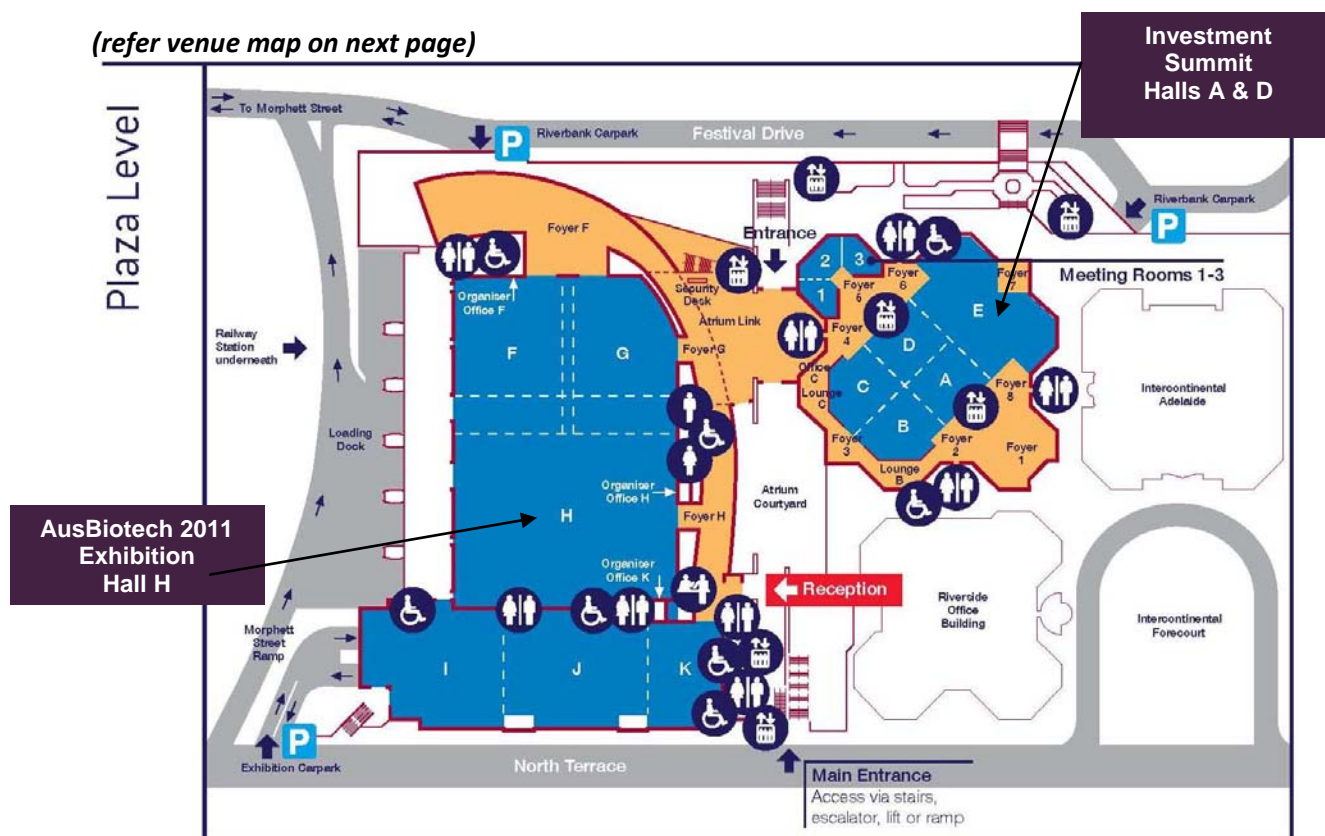 (refer venue map on next page)
Investment
Summit
Halls A & D
Plaza Level
To Morphett Street
P
Riverbank Carpark
Festival Drive
Riverbank Carpark
P
Entrance
Foyer F
2
3
1
Foyer
6
Foyer
5
Foyer
7
Meeting Rooms 1-3
Organiser
Office F
Security
Desk
Atrium Link
Foyer G
Foyer
4
E
D
Railway
Station
underneath
F
G
Office
C
Lounge
C
C
A
B
Foyer
8
Intercontinental
Adelaide
Loading
Dock
Foyer
3
Foyer
2
Foyer
1
Lounge
B
Organiser
Office H
Atrium
Courtyard
H
Foyer H
AusBiotech 2011
Exhibition
Hall H
Organiser
Office K
Reception
Riverside
Office
Building
Intercontinental
Forecourt
Morphett
Street
Ramp
I
J
K
P
Exhibition Carpark
North Terrace
Main Entrance
Access via stairs,
escalator, lift or ramp